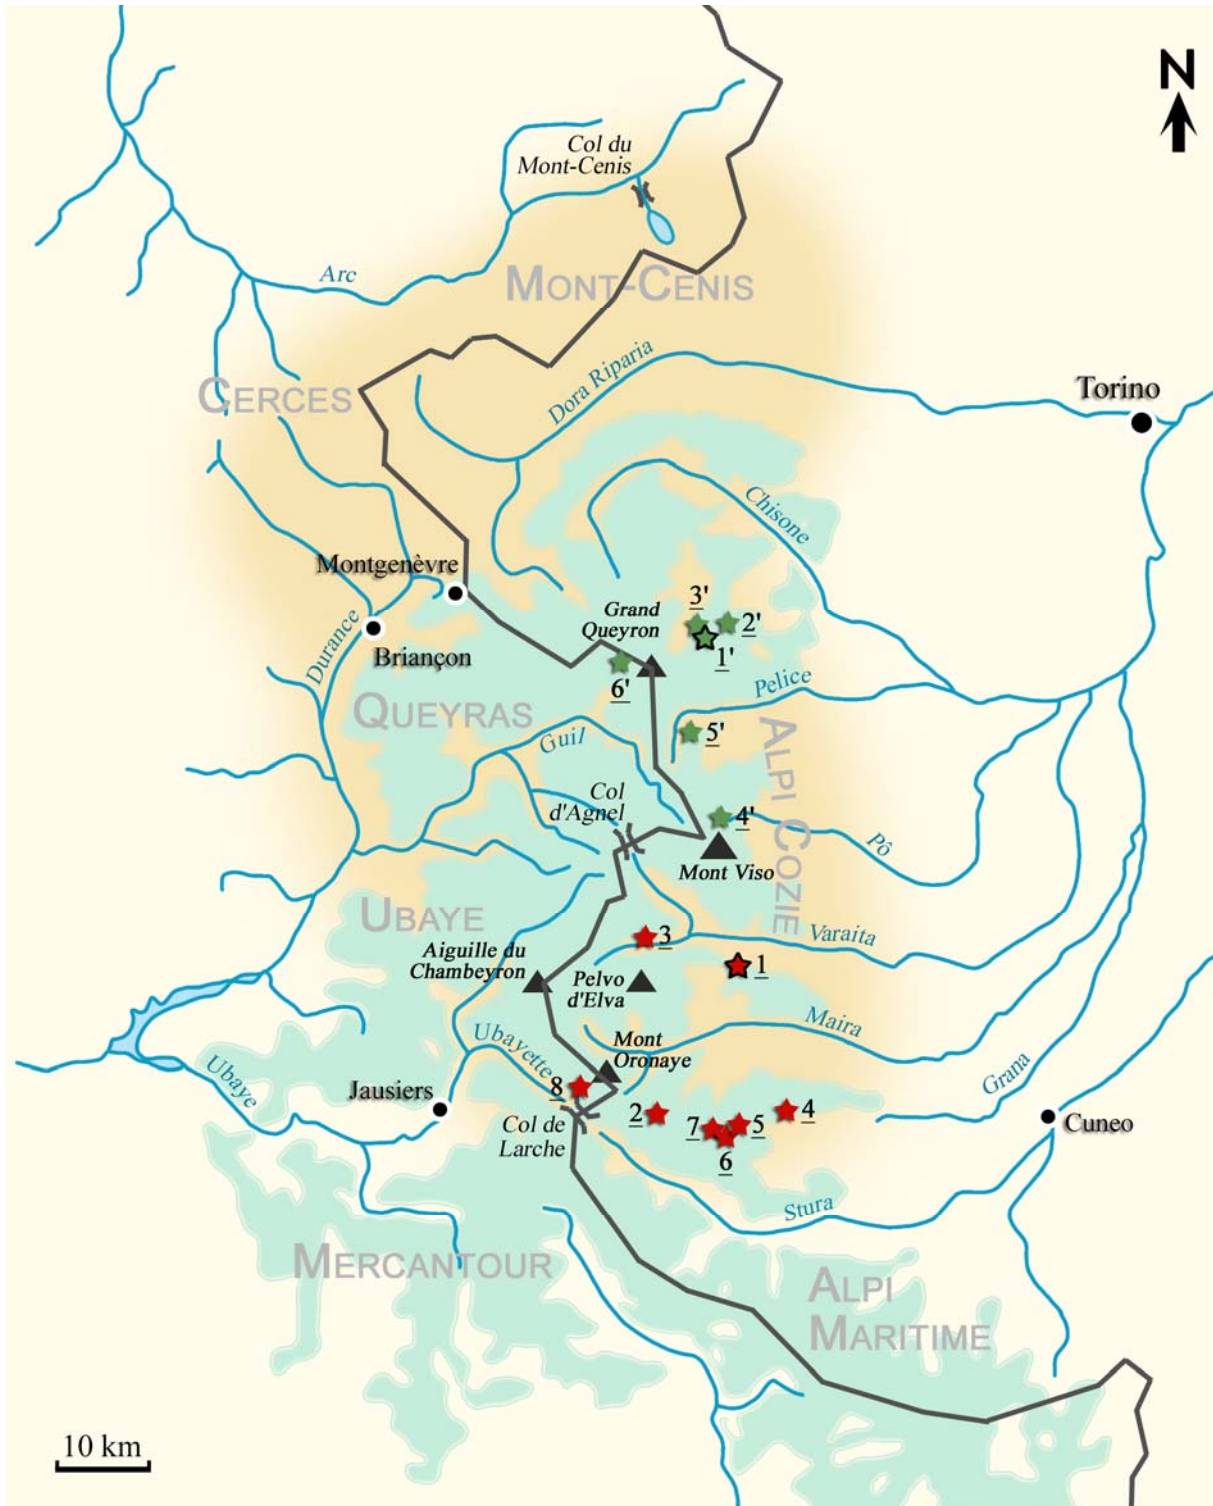 N
Col du
Mont-Cenis
Arc
MONT-CENIS
Dora Riparia
CERCES
Torino
Chisone
Montgenèvre
Grand
Queyron
3'
2'
1'
Durance
Briançon
6'
Pelice
QUEYRAS
Guil
5'
ALPI COZIE
Col
d'Agnel
4'
Pô
Mont Viso
UBAYE
3
Varaita
Aiguille du
Chambeyron
Pelvo
d'Elva
1
Maira
Ubayette
Mont
Oronaye
Ubaye
Jausiers
8
Grana
2
7
5
4
6
Cuneo
Col de
Larche
Stura
MERCANTOUR
ALPI
MARITIME
10 km